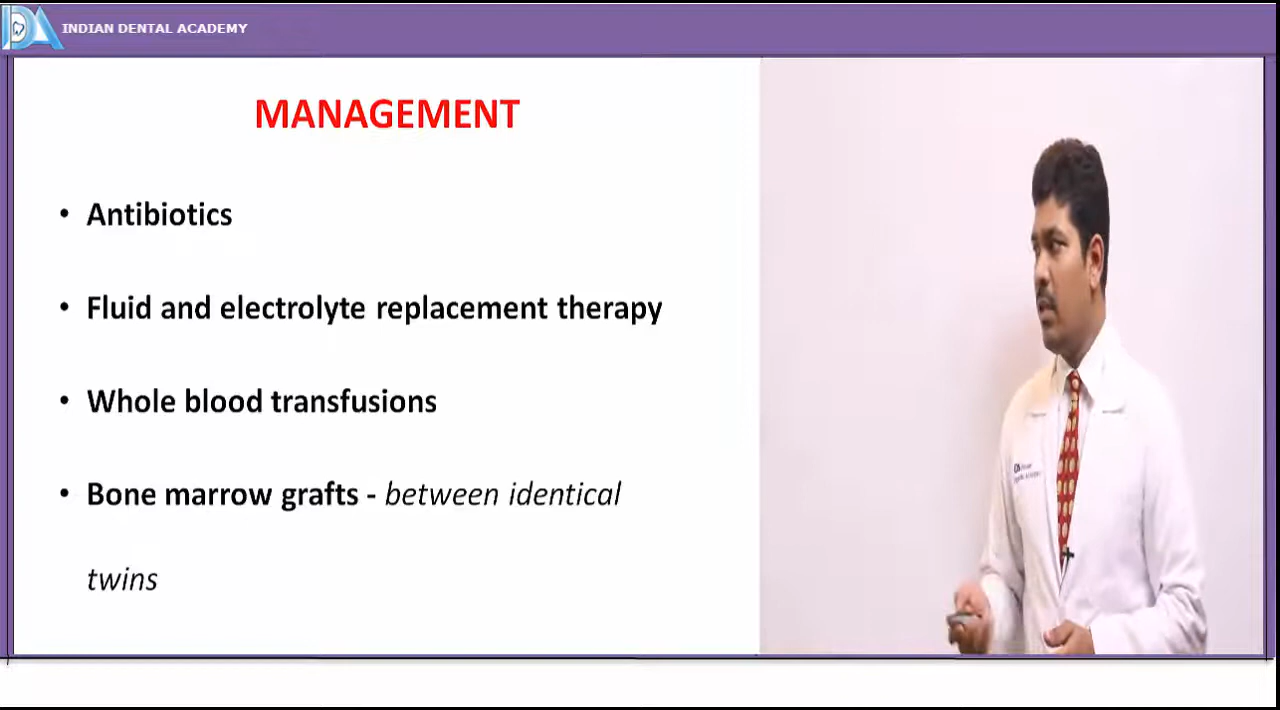 INDIAN DENTAL ACADEMY
MANAGEMENT
• Antibiotics
• Fluid and electrolyte replacement therapy
• Whole blood transfusions
• Bone marrow grafts - between identical
twins